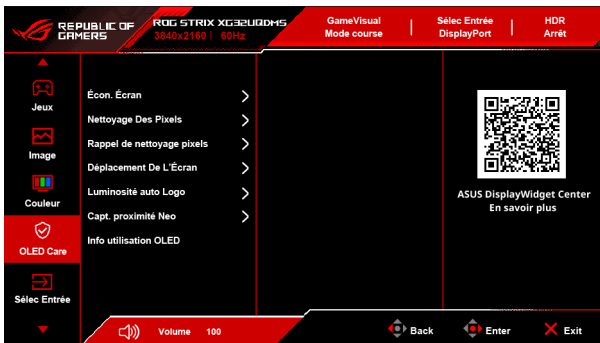 REPUBLIC OF
GAMERS
ROG STRIX XG32UQDMS
3840x2160 | 60Hz
GameVisual
Mode course
Sélec Entrée
DisplayPort
HDR
Arrêt
Jeux
Image
Couleur
OLED Care
Sélec Entrée
Écon. Écran
Nettoyage Des Pixels
Rappel de nettoyage pixels
Déplacement De L'Écran
Luminosité auto Logo
Capt. proximité Neo
Info utilisation OLED
ASUS DisplayWidget Center
En savoir plus
Volume 100
Back
Enter
Exit